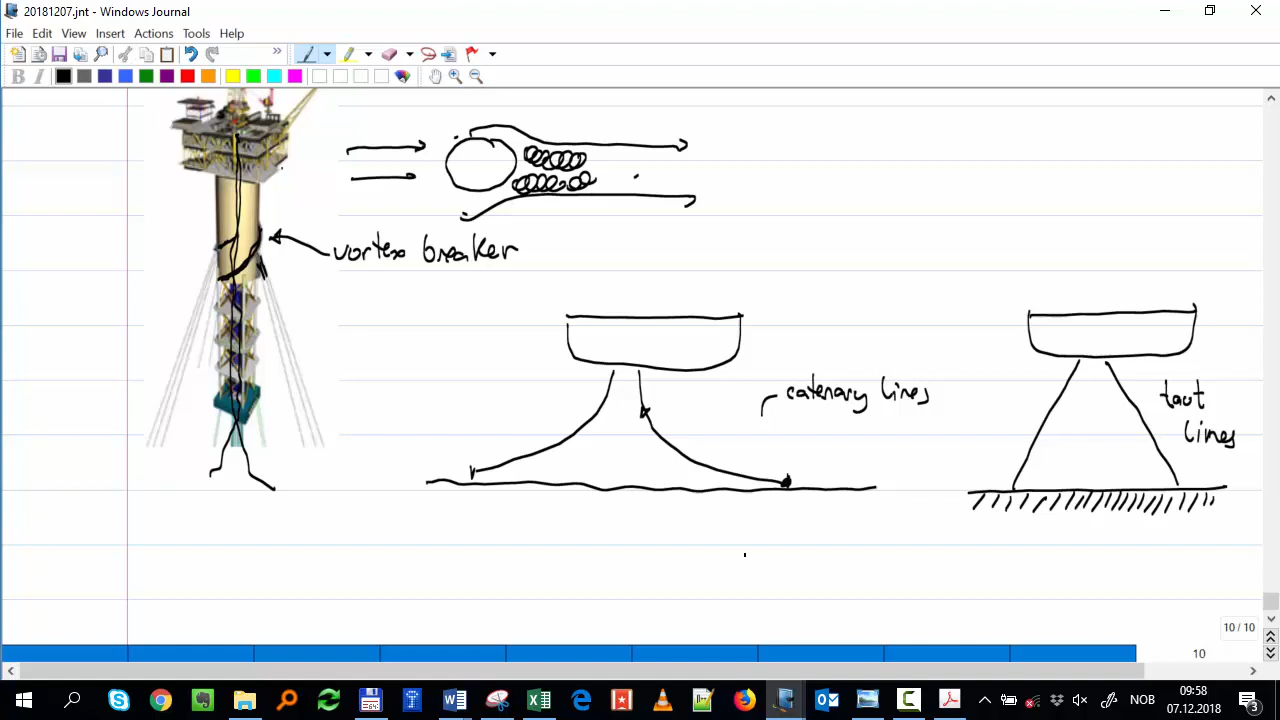 20181207.jnt - Windows Journal
File Edit View Insert Actions Tools Help
B I
vortex breaker
catenary lines
taut
lines
10 / 10
10
NOB
09:58
07.12.2018
3